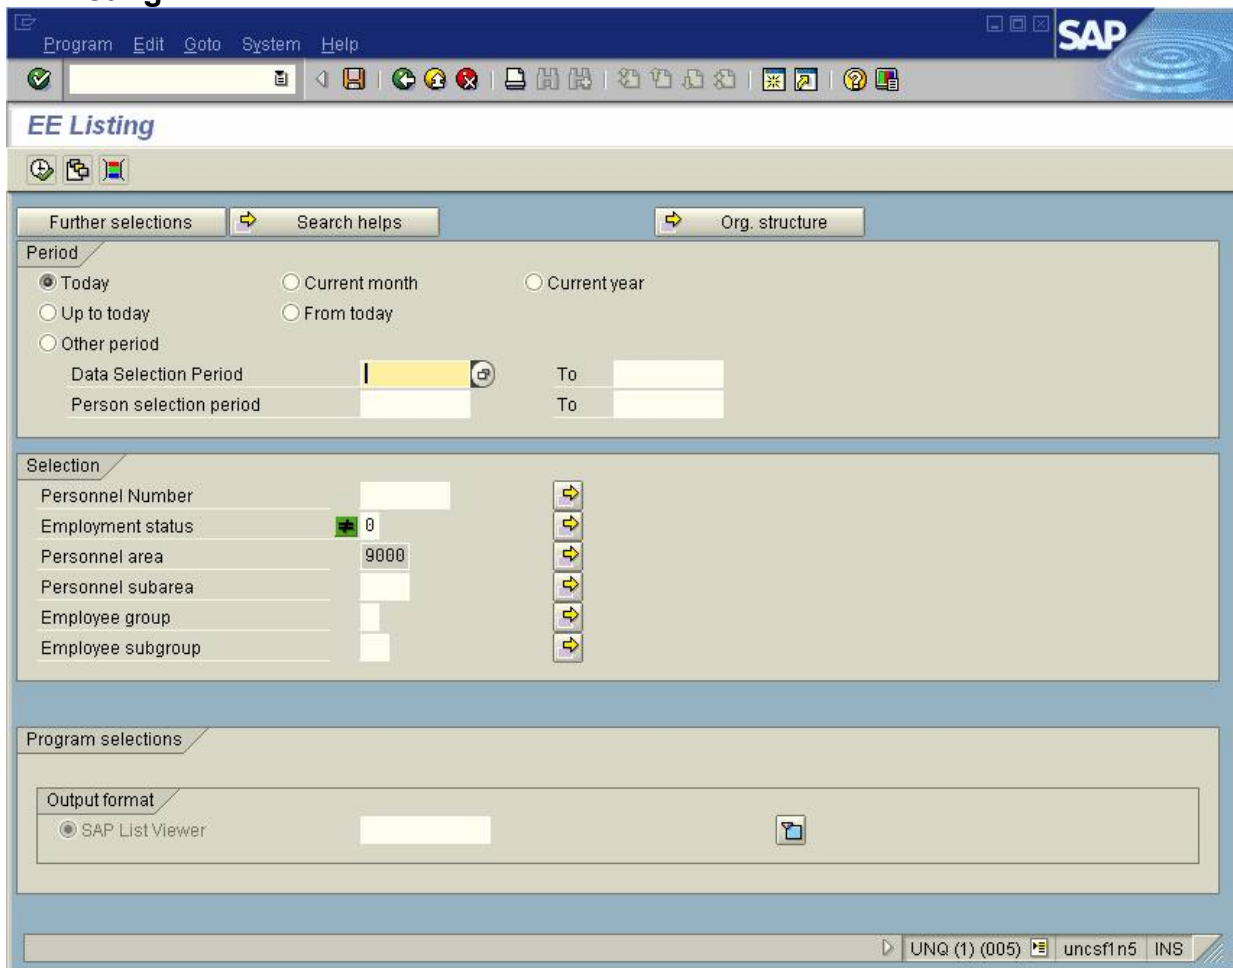 Program Edit Goto System Help
SAP
EE Listing
Further selections Search helps Org. structure
Period
Today Current month Current year
Up to today From today
Other period
Data Selection Period To
Person selection period To
Selection
Personnel Number
Employment status 0
Personnel area 9000
Personnel subarea
Employee group
Employee subgroup
Program selections
Output format
SAP List Viewer
UNQ (1) (005) uncsf1n5 INS